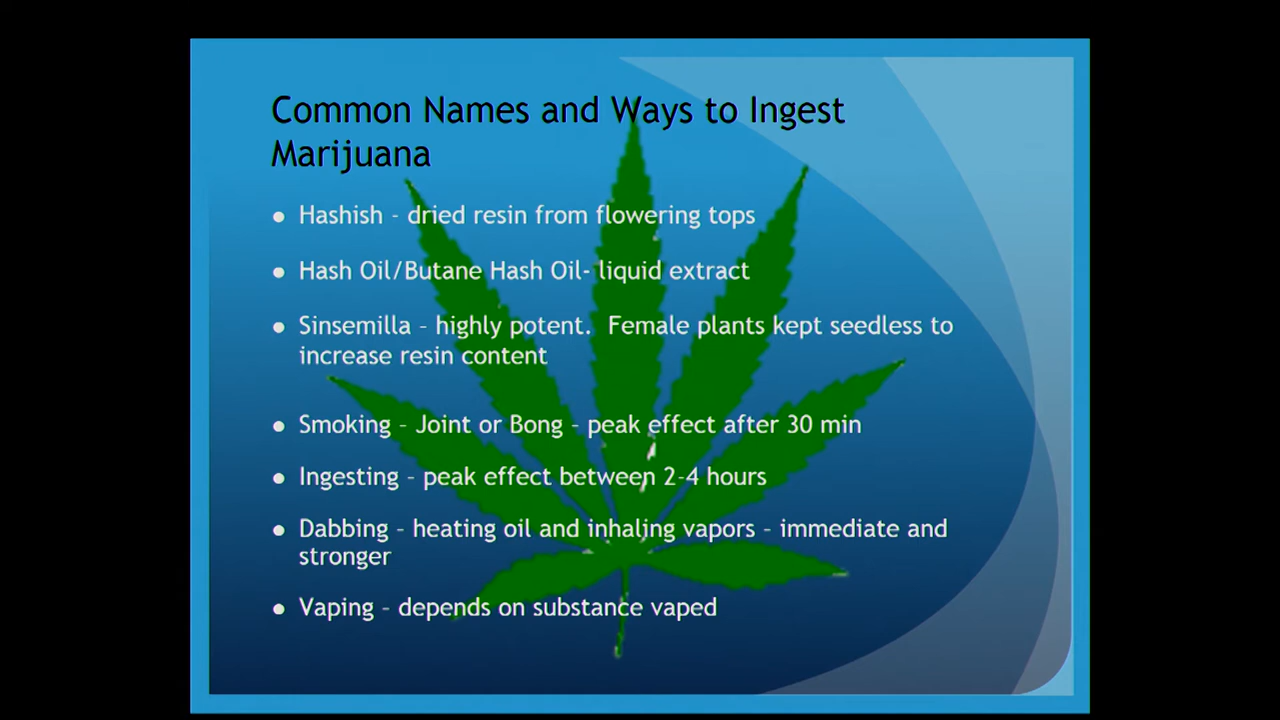 Common Names and Ways to Ingest
Marijuana
● Hashish - dried resin from flowering tops
● Hash Oil/Butane Hash Oil- liquid extract
● Sinsemilla – highly potent.  Female plants kept seedless to
increase resin content
● Smoking – Joint or Bong – peak effect after 30 min
● Ingesting – peak effect between 2-4 hours
● Dabbing – heating oil and inhaling vapors – immediate and
stronger
● Vaping – depends on substance vaped